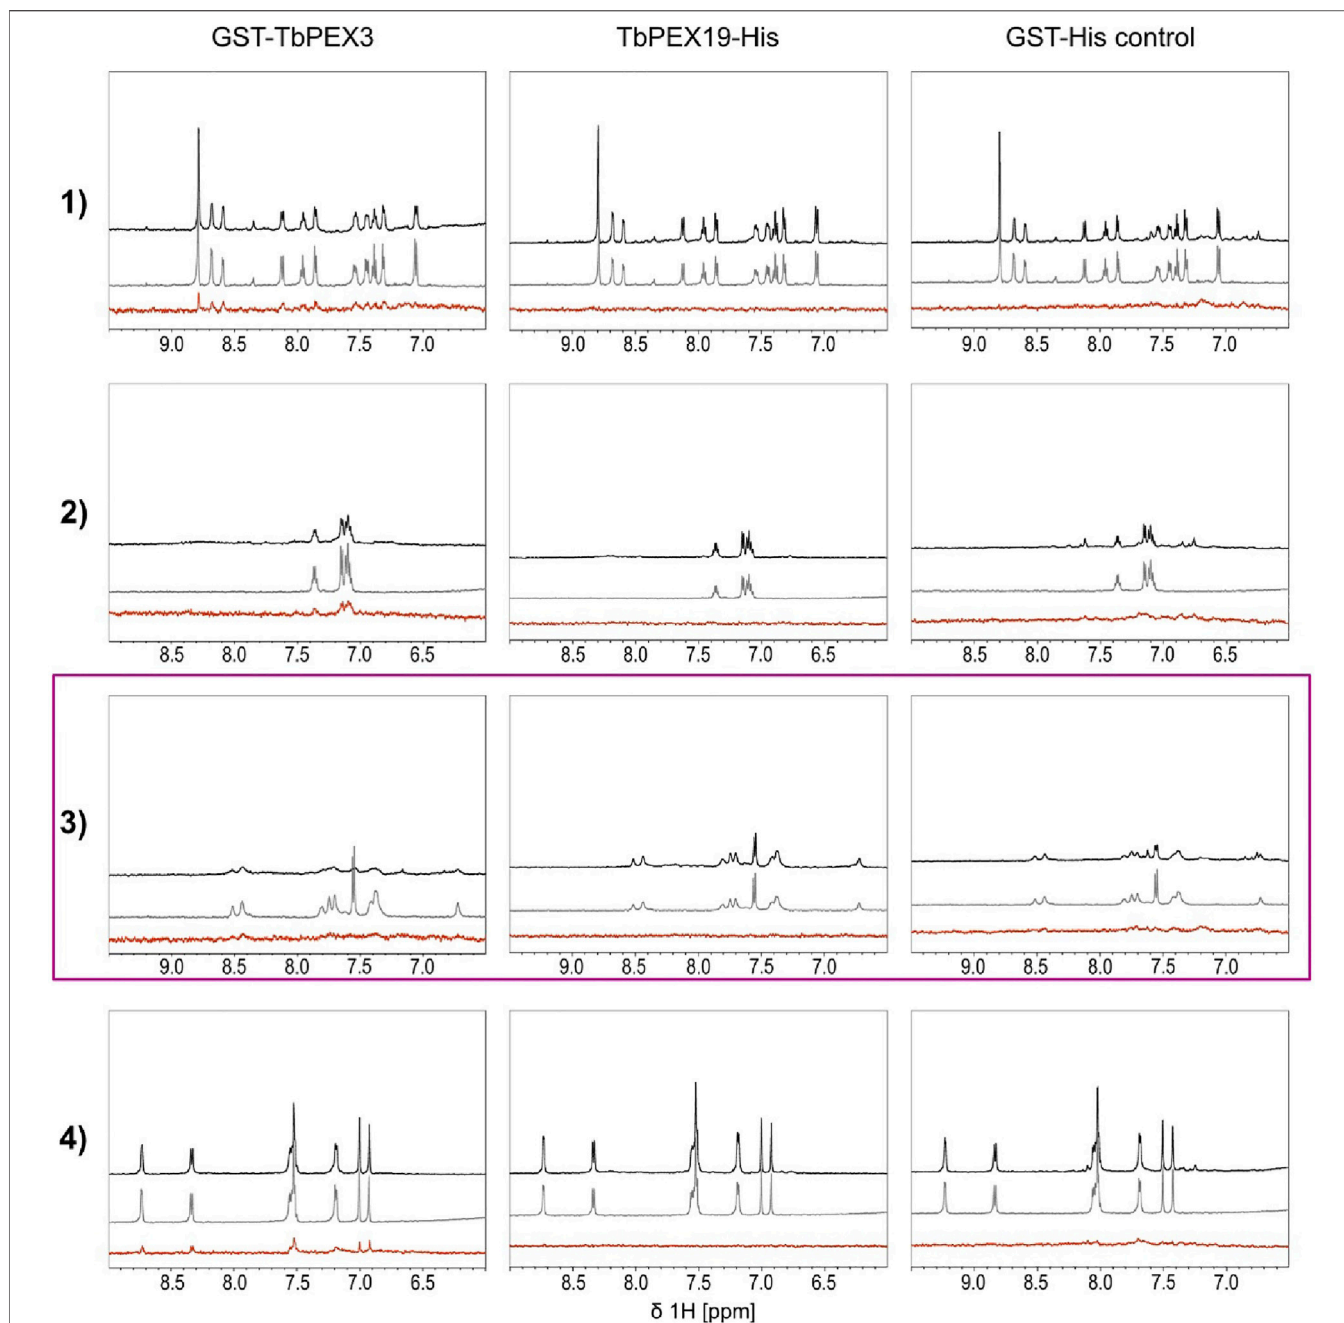 GST-TbPEX3 TbPEX19-His GST-His control
1)
9.0 8.5 8.0 7.5 7.0 9.0 8.5 8.0 7.5 7.0 9.0 8.5 8.0 7.5 7.0
2)
8.5 8.0 7.5 7.0 6.5 8.5 8.0 7.5 7.0 6.5 8.5 8.0 7.5 7.0 6.5
3)
9.0 8.5 8.0 7.5 7.0 9.0 8.5 8.0 7.5 7.0 9.0 8.5 8.0 7.5 7.0
4)
8.5 8.0 7.5 7.0 6.5 8.5 8.0 7.5 7.0 6.5 9.0 8.5 8.0 7.5 7.0
δ 1H [ppm]